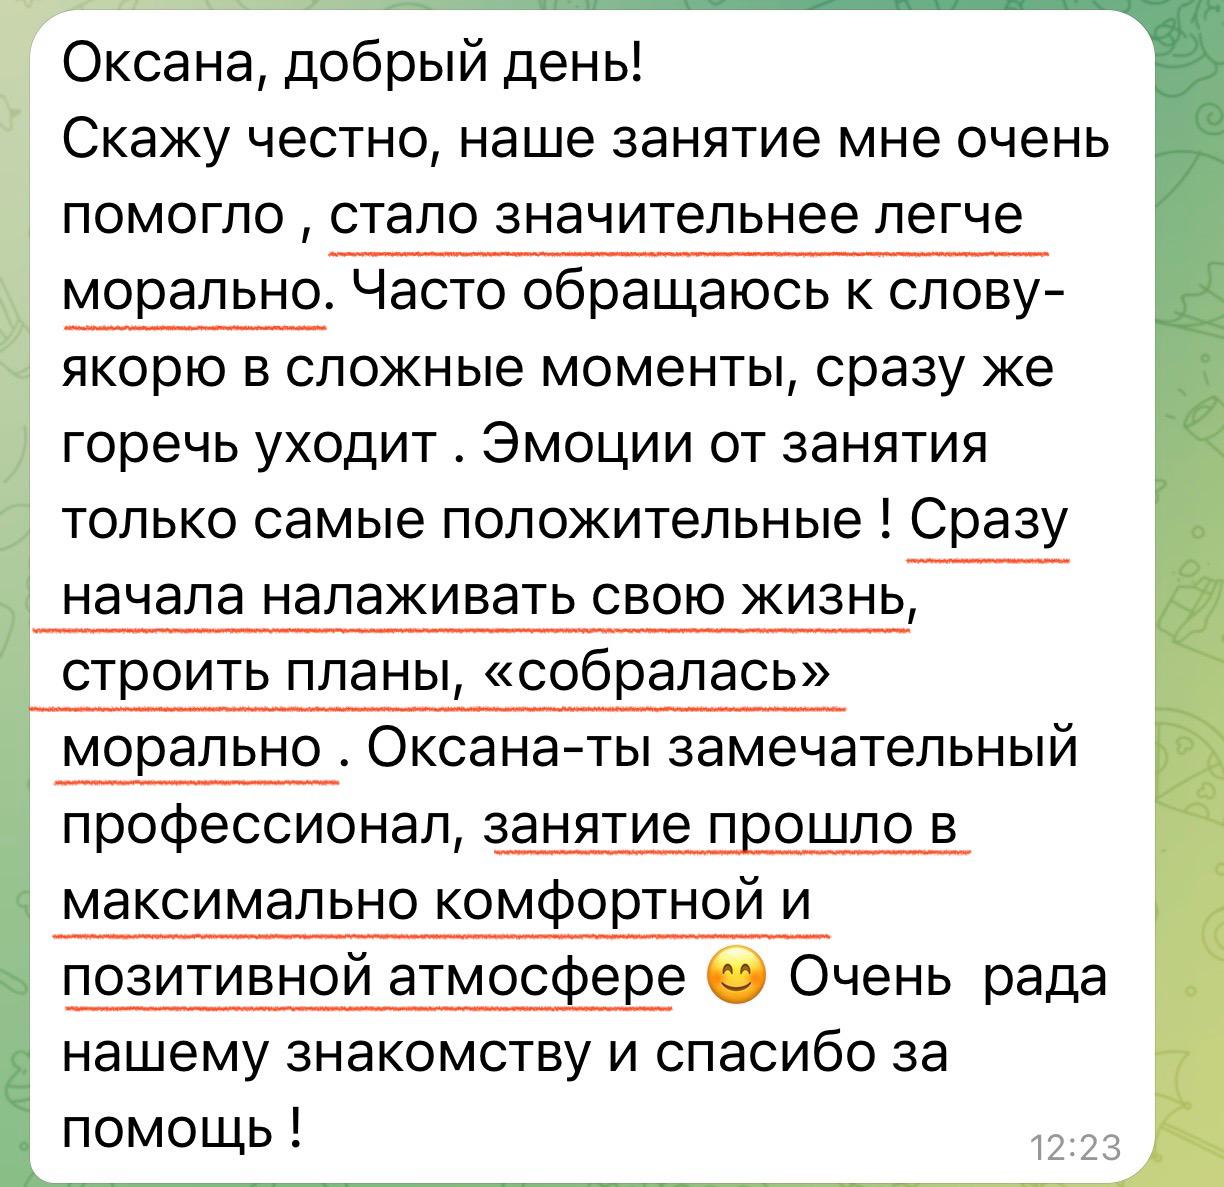 Оксана, добрый день!
Скажу честно, наше занятие мне очень
помогло , стало значительнее легче
морально. Часто обращаюсь к слову-
якорю в сложные моменты, сразу же
горечь уходит . Эмоции от занятия
только самые положительные ! Сразу
начала налаживать свою жизнь,
строить планы, «собралась»
морально . Оксана-ты замечательный
профессионал, занятие прошло в
максимально комфортной и
позитивной атмосфере 😊 Очень  рада
нашему знакомству и спасибо за
помощь !
12:23